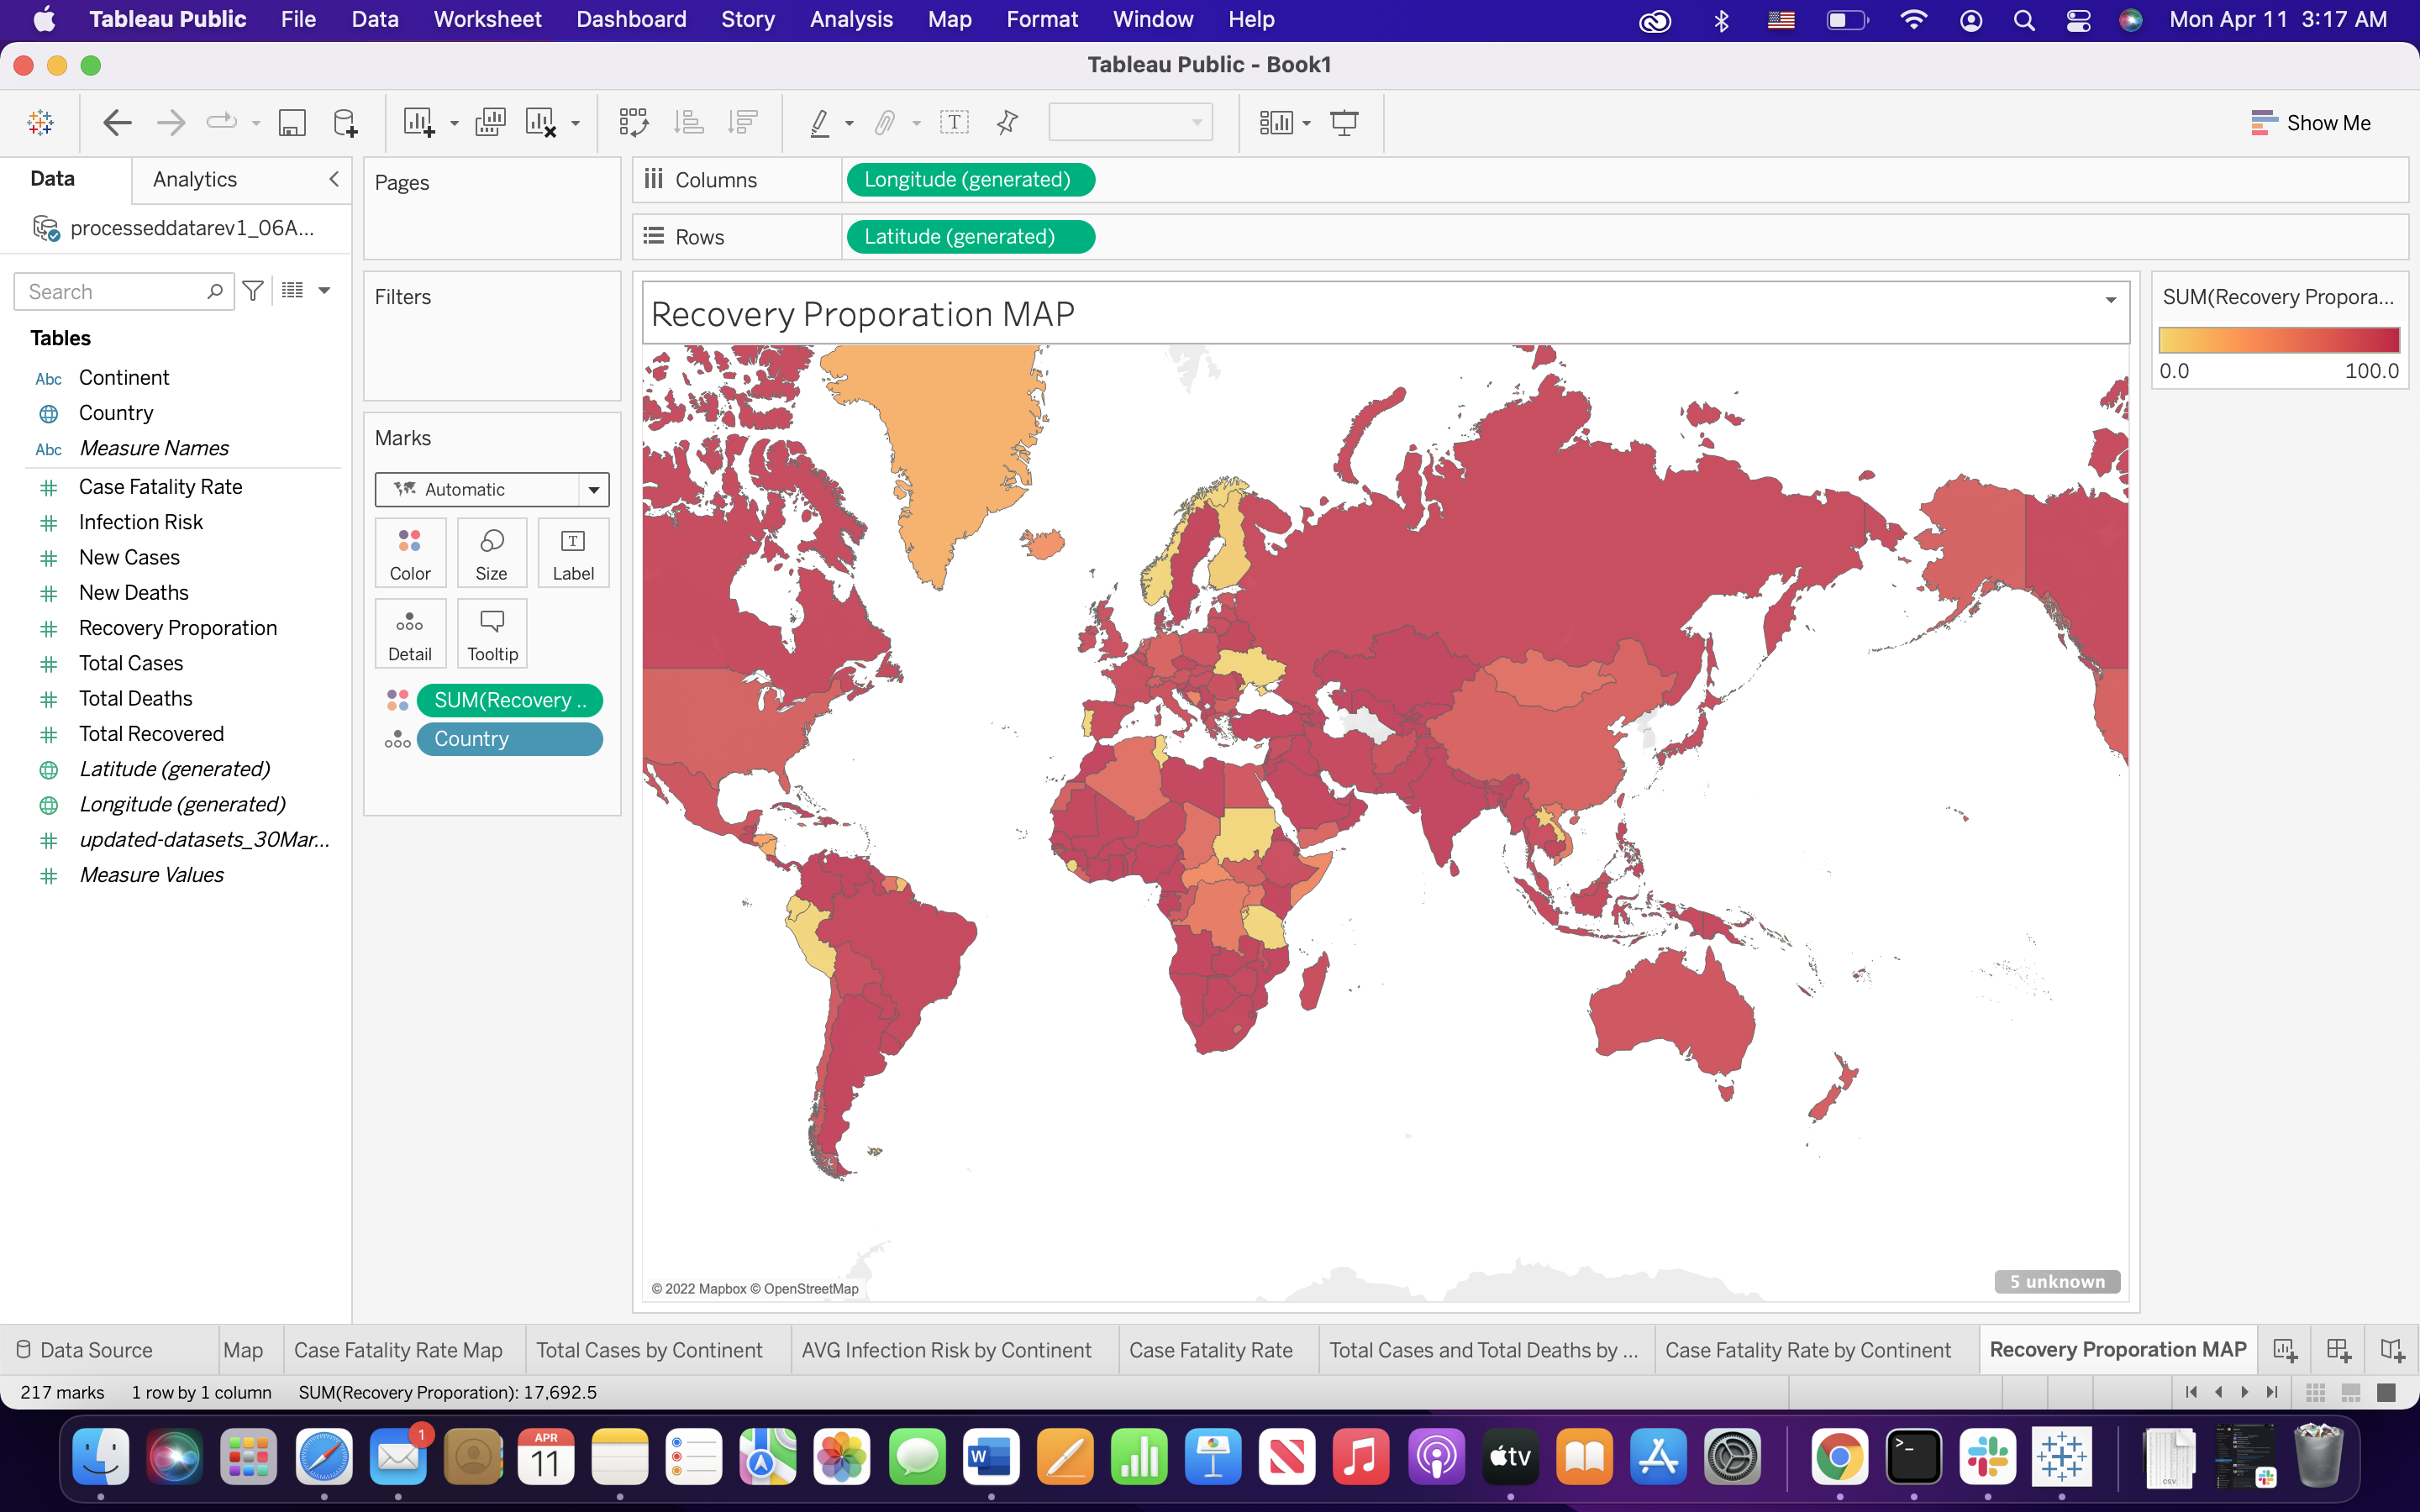 Tableau Public File Data Worksheet Dashboard Story Analysis Map Format Window Help Mon Apr 11 3:17 AM
Tableau Public - Book1
Show Me
Data Analytics
processeddatarev1_06A...
Search
Tables
Abc Continent
Country
Abc Measure Names
Case Fatality Rate
Infection Risk
New Cases
New Deaths
Recovery Proporation
Total Cases
Total Deaths
Total Recovered
Latitude (generated)
Longitude (generated)
updated-datasets_30Mar...
Measure Values
Pages
Filters
Marks
Automatic
Color Size Label
Detail Tooltip
SUM(Recovery ..
Country
Columns Longitude (generated)
Rows Latitude (generated)
Recovery Proporation MAP
© 2022 Mapbox © OpenStreetMap
5 unknown
SUM(Recovery Propora...
0.0 100.0
Data Source Map Case Fatality Rate Map Total Cases by Continent AVG Infection Risk by Continent Case Fatality Rate Total Cases and Total Deaths by ... Case Fatality Rate by Continent Recovery Proporation MAP
217 marks 1 row by 1 column SUM(Recovery Proporation): 17,692.5
1
APR
11
W
tv
CSV